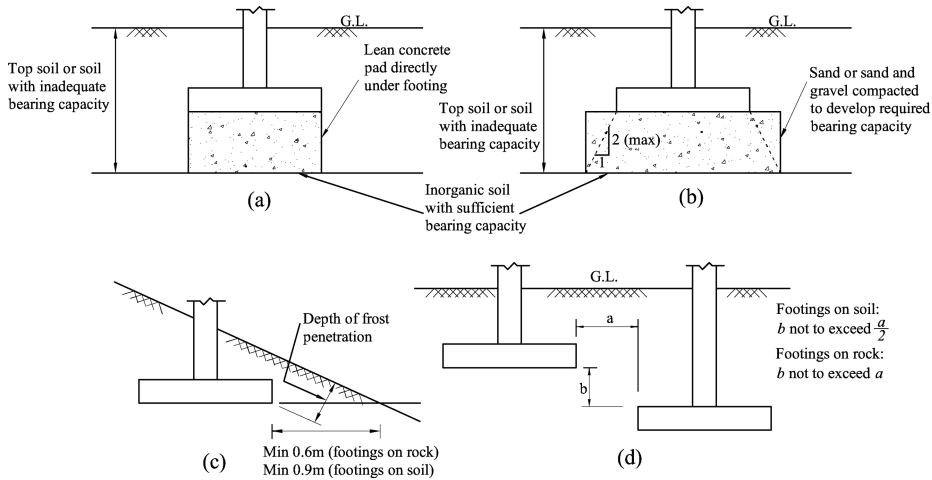 G.L.
Top soil or soil
with inadequate
bearing capacity
Lean concrete
pad directly
under footing
(a)
G.L.
Top soil or soil
with inadequate
bearing capacity
2 (max)
1
Sand or sand and
gravel compacted
to develop required
bearing capacity
(b)
Inorganic soil
with sufficient
bearing capacity
Depth of frost
penetration
Min 0.6m (footings on rock)
Min 0.9m (footings on soil)
(c)
G.L.
a
b
Footings on soil:
b not to exceed a/2
Footings on rock:
b not to exceed a
(d)